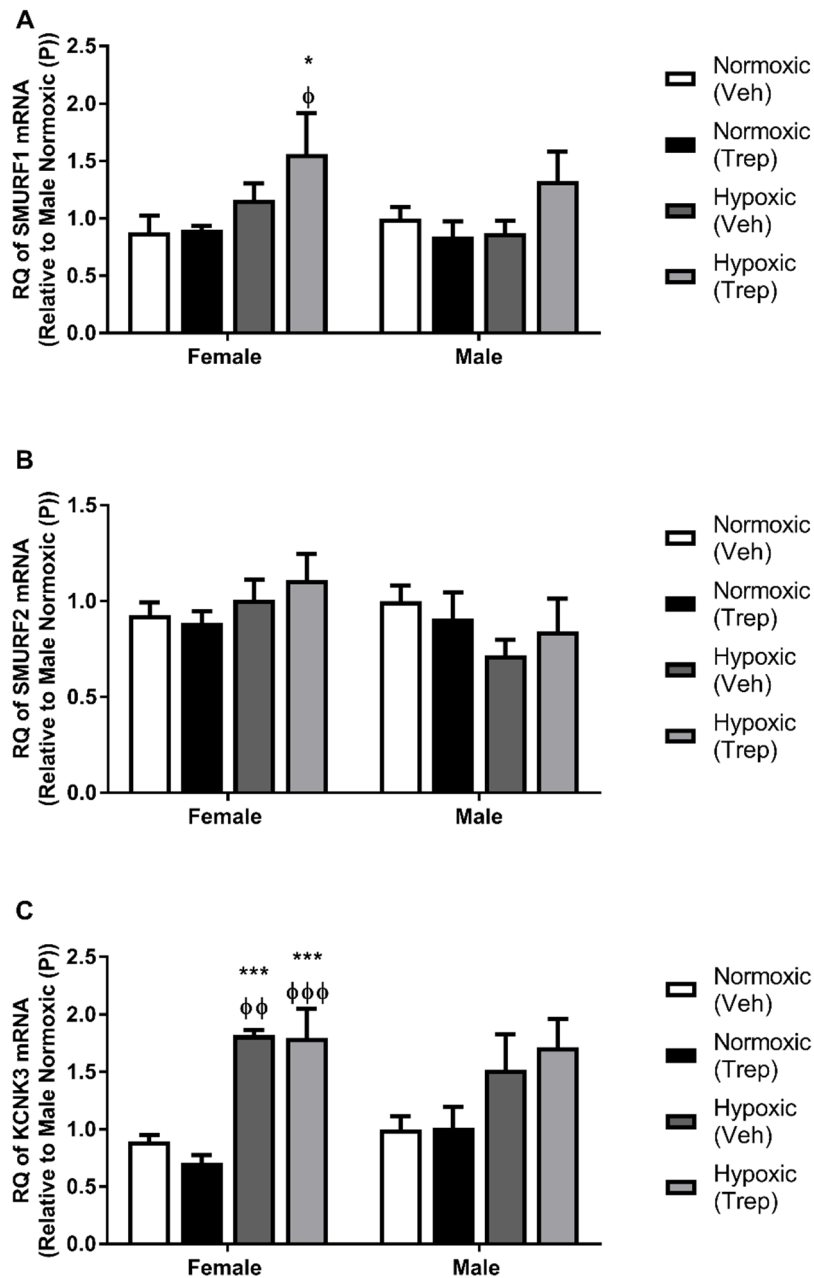 A
RQ of SMURF1 mRNA
(Relative to Male Normoxic (P))
2.5
2.0
1.5
1.0
0.5
0.0
*
ϕ
Female
Male
Normoxic
(Veh)
Normoxic
(Trep)
Hypoxic
(Veh)
Hypoxic
(Trep)
B
RQ of SMURF2 mRNA
(Relative to Male Normoxic (P))
1.5
1.0
0.5
0.0
Female
Male
Normoxic
(Veh)
Normoxic
(Trep)
Hypoxic
(Veh)
Hypoxic
(Trep)
C
RQ of KCNK3 mRNA
(Relative to Male Normoxic (P))
2.5
2.0
1.5
1.0
0.5
0.0
*** ***
ϕϕ ϕϕϕ
Female
Male
Normoxic
(Veh)
Normoxic
(Trep)
Hypoxic
(Veh)
Hypoxic
(Trep)